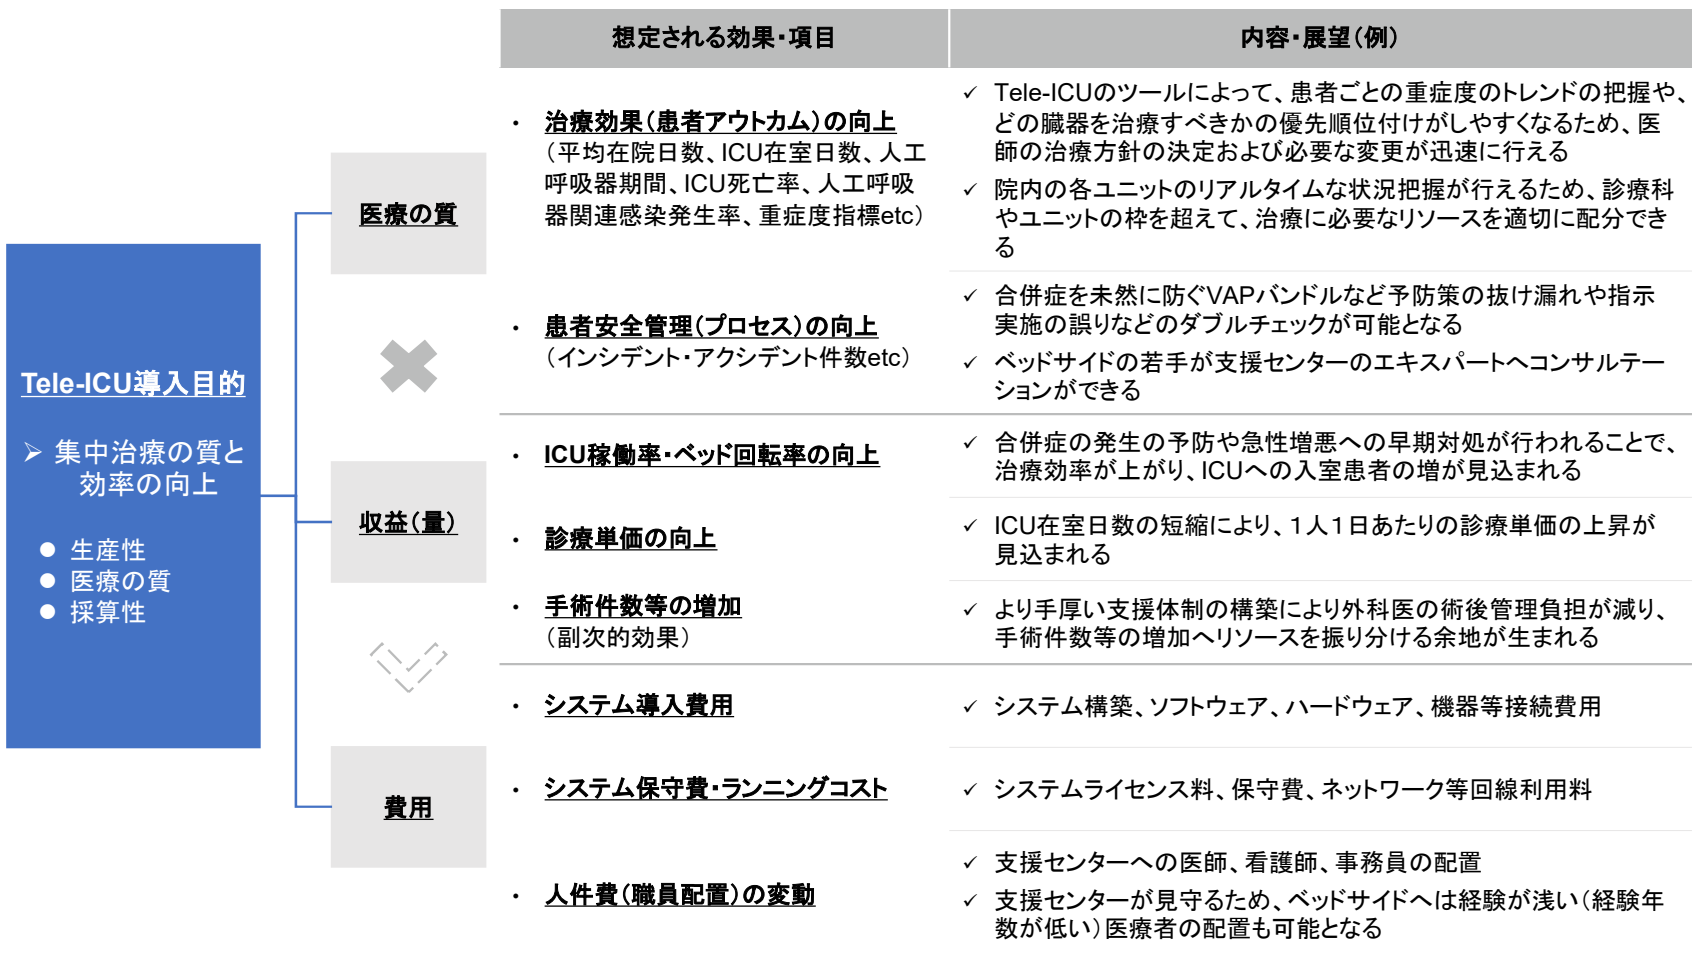 想定される効果・項目
内容・展望(例)
Tele-ICU導入目的
➢ 集中治療の質と
効率の向上
● 生産性
● 医療の質
● 採算性
医療の質
・ 治療効果(患者アウトカム)の向上
(平均在院日数、ICU在室日数、人工
呼吸器期間、ICU死亡率、人工呼吸
器関連感染発生率、重症度指標etc)
✓ Tele-ICUのツールによって、患者ごとの重症度のトレンドの把握や、
どの臓器を治療すべきかの優先順位付けがしやすくなるため、医
師の治療方針の決定および必要な変更が迅速に行える
✓ 院内の各ユニットのリアルタイムな状況把握が行えるため、診療科
やユニットの枠を超えて、治療に必要なリソースを適切に配分でき
る
・ 患者安全管理(プロセス)の向上
(インシデント・アクシデント件数etc)
✓ 合併症を未然に防ぐVAPバンドルなど予防策の抜け漏れや指示
実施の誤りなどのダブルチェックが可能となる
✓ ベッドサイドの若手が支援センターのエキスパートへコンサルテー
ションができる
収益(量)
・ ICU稼働率・ベッド回転率の向上
✓ 合併症の発生の予防や急性増悪への早期対処が行われることで、
治療効率が上がり、ICUへの入室患者の増が見込まれる
・ 診療単価の向上
✓ ICU在室日数の短縮により、1人1日あたりの診療単価の上昇が
見込まれる
・ 手術件数等の増加
(副次的効果)
✓ より手厚い支援体制の構築により外科医の術後管理負担が減り、
手術件数等の増加へリソースを振り分ける余地が生まれる
費用
・ システム導入費用
✓ システム構築、ソフトウェア、ハードウェア、機器等接続費用
・ システム保守費・ランニングコスト
✓ システムライセンス料、保守費、ネットワーク等回線利用料
・ 人件費(職員配置)の変動
✓ 支援センターへの医師、看護師、事務員の配置
✓ 支援センターが見守るため、ベッドサイドへは経験が浅い(経験年
数が低い)医療者の配置も可能となる